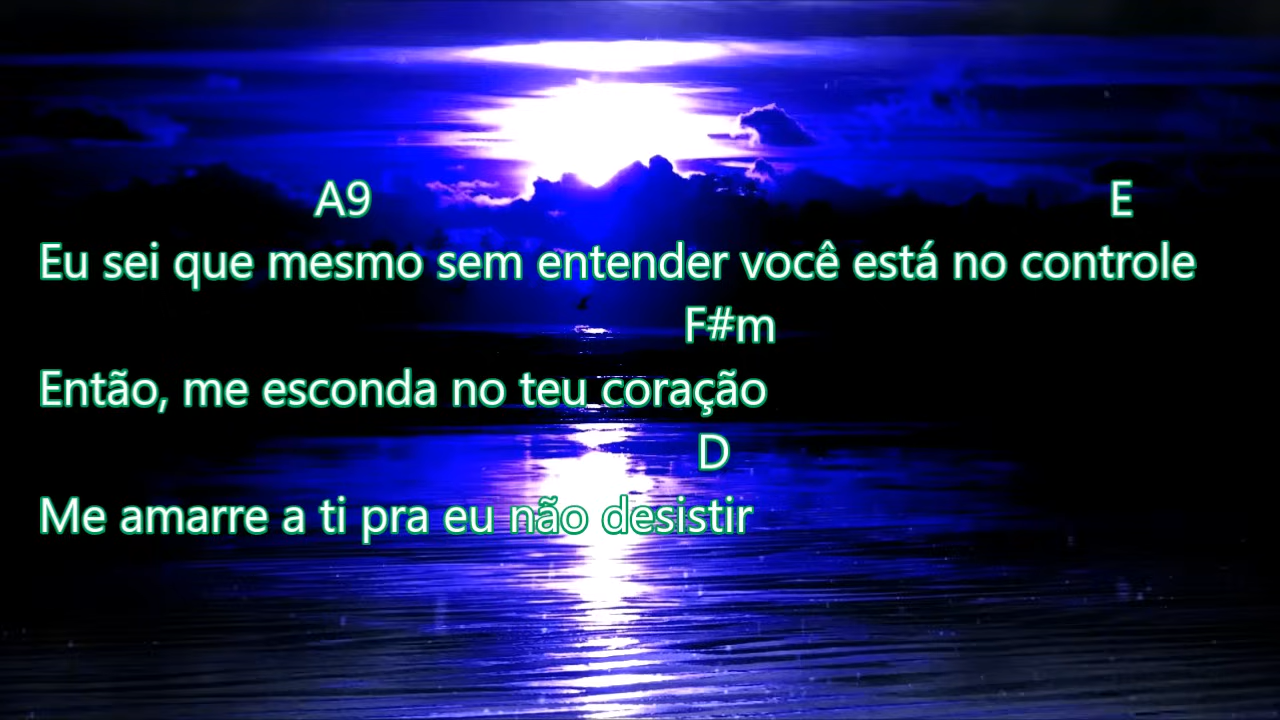 A9 E
Eu sei que mesmo sem entender você está no controle
F#m
Então, me esconda no teu coração
D
Me amarre a ti pra eu não desistir